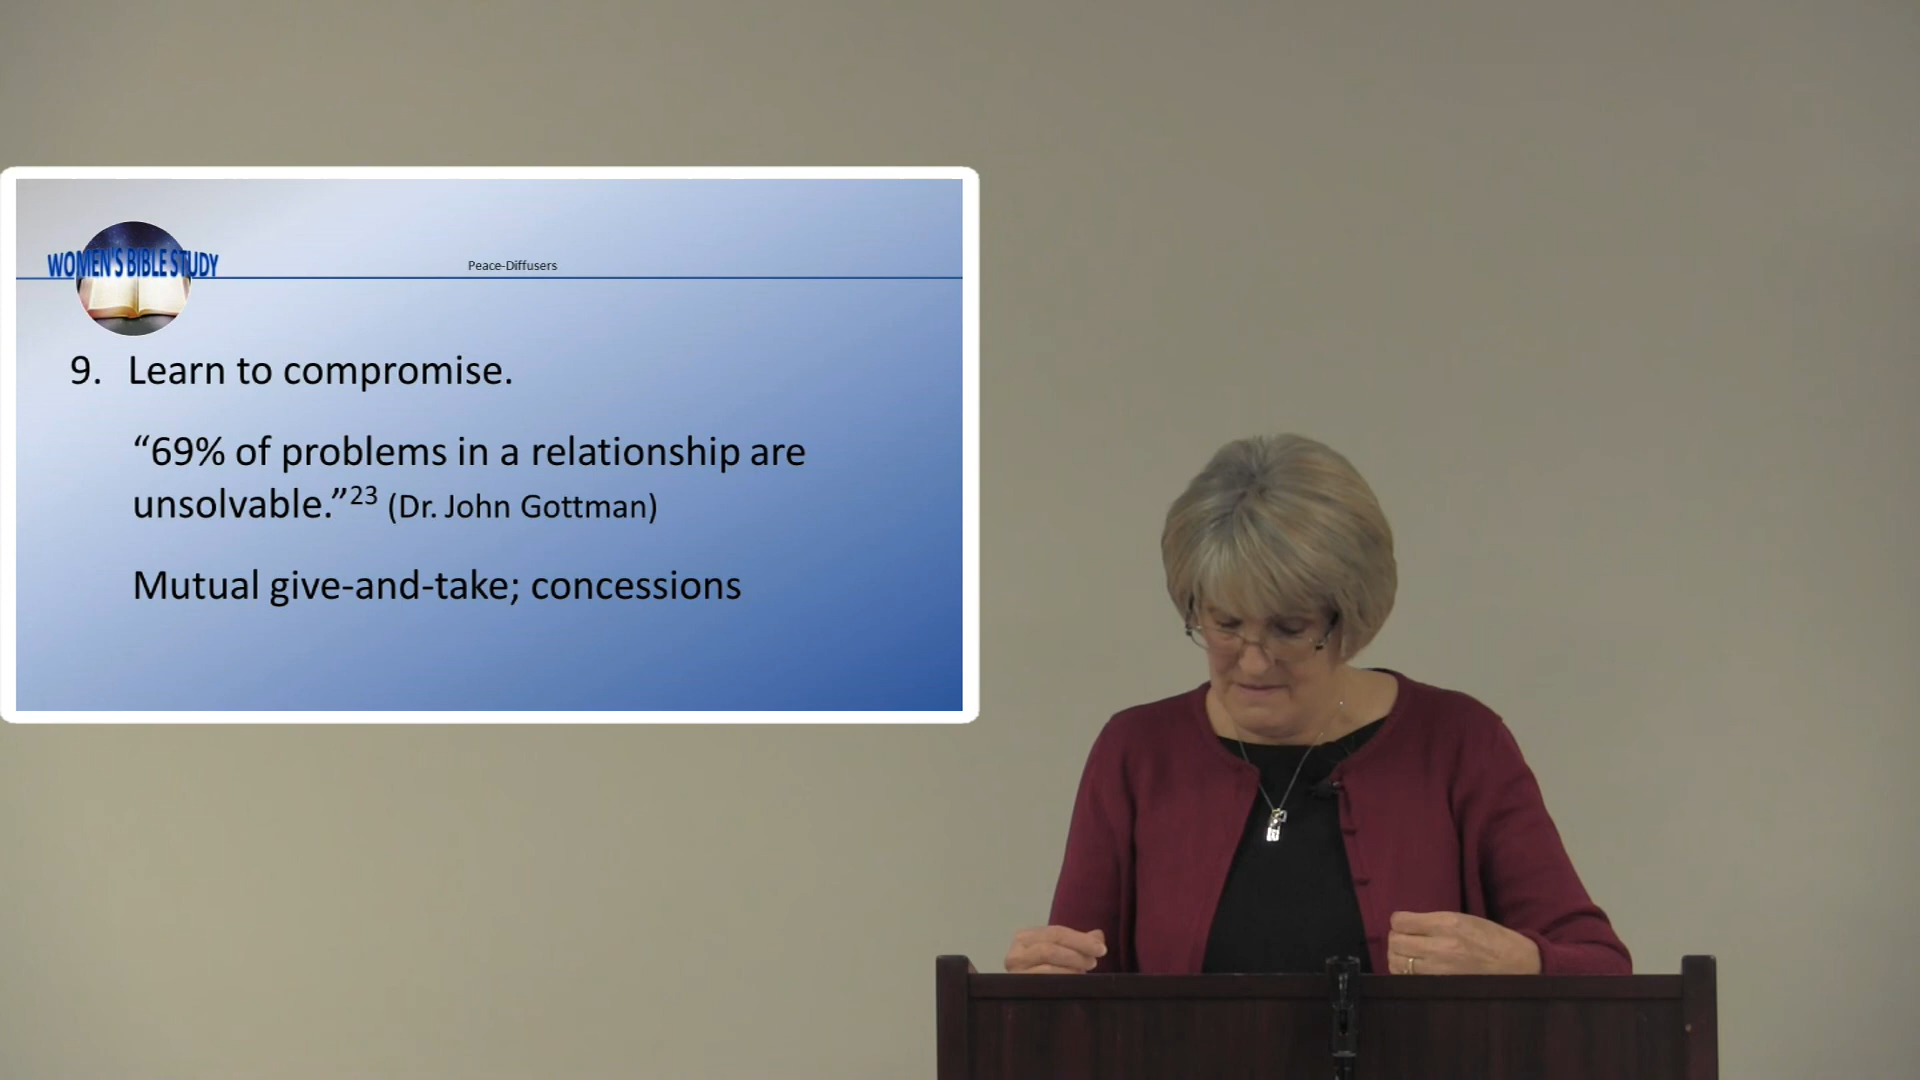 WOMEN'S BIBLE STUDY
Peace-Diffusers
9. Learn to compromise.
“69% of problems in a relationship are
unsolvable.”23 (Dr. John Gottman)
Mutual give-and-take; concessions